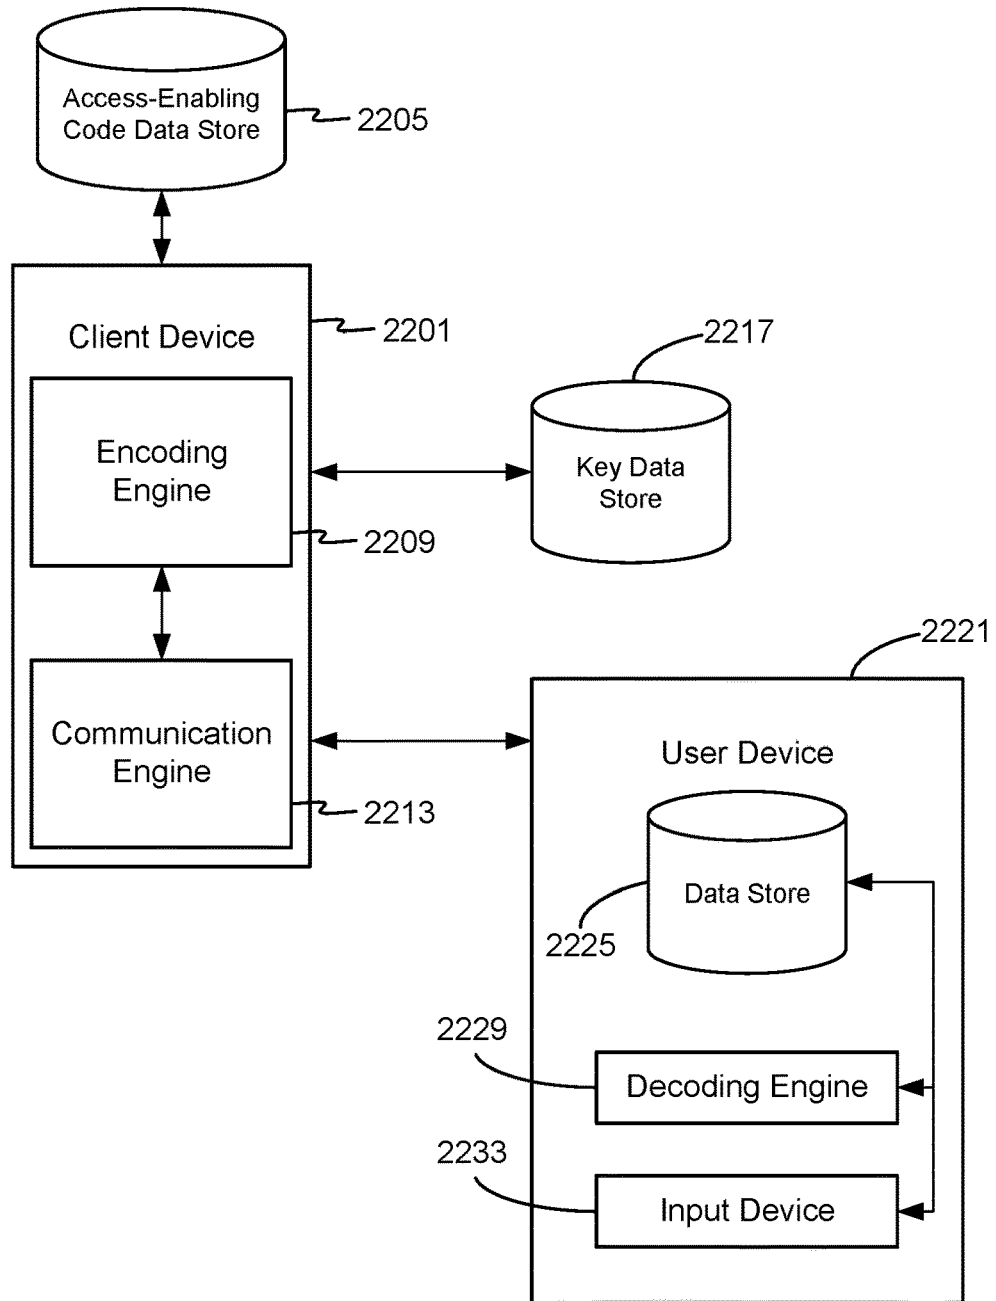 Access-Enabling
Code Data Store
2205
Client Device
2201
Encoding
Engine
2209
2217
Key Data
Store
Communication
Engine
2213
2221
User Device
Data Store
2225
2229
Decoding Engine
2233
Input Device